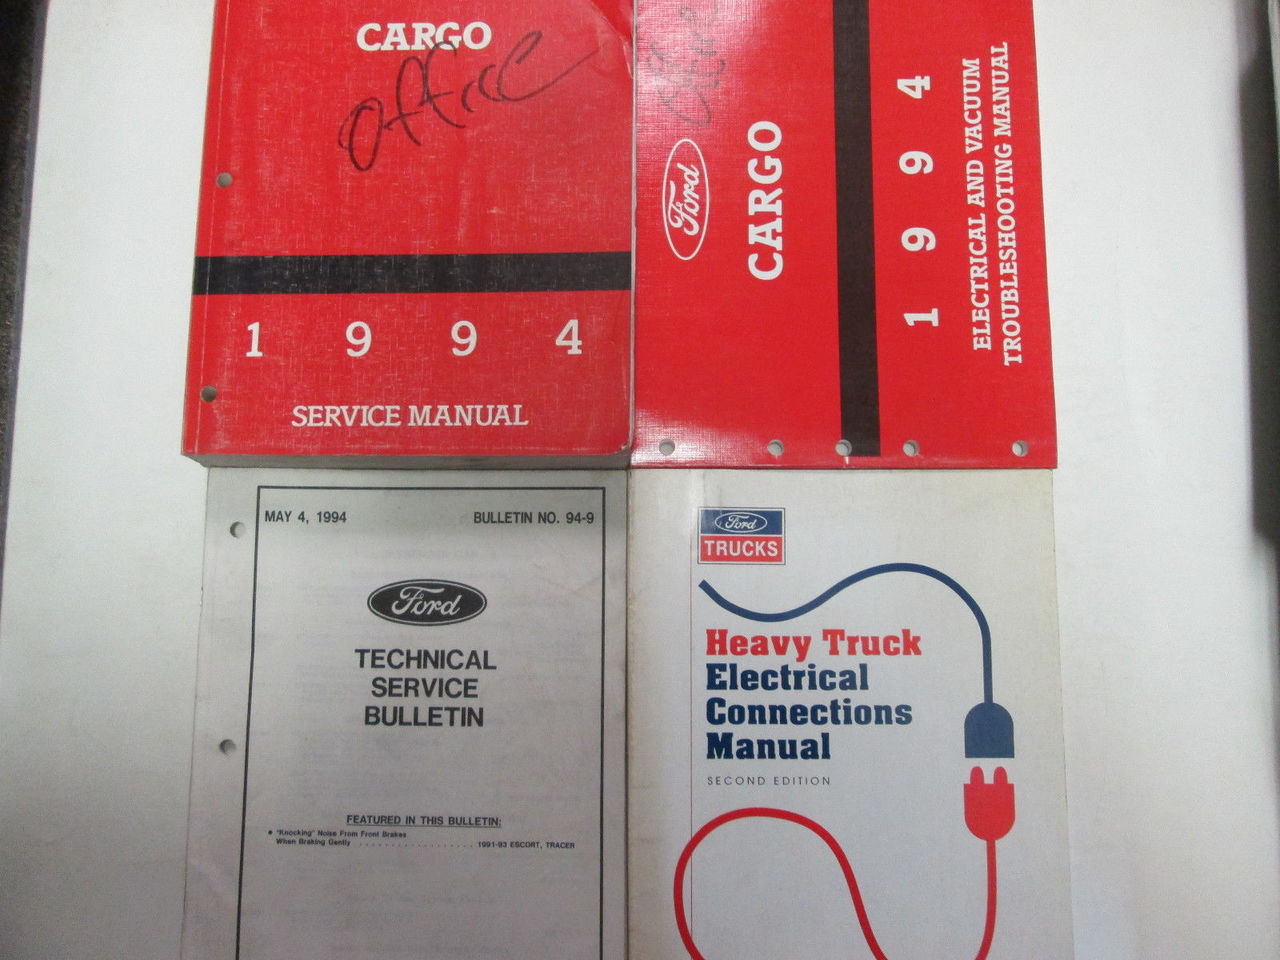 CARGO
office
1 9 9 4
SERVICE MANUAL
Ford
CARGO
1 9 9 4
ELECTRICAL AND VACUUM
TROUBLESHOOTING MANUAL
MAY 4, 1994 BULLETIN NO. 94-9
Ford
TECHNICAL
SERVICE
BULLETIN
FEATURED IN THIS BULLETIN:
• "Knocking" Noise From Front Brakes
When Braking Gently . . . . . . . . . . . . . . . . . . 1991-93 ESCORT, TRACER
Ford
TRUCKS
Heavy Truck
Electrical
Connections
Manual
SECOND EDITION